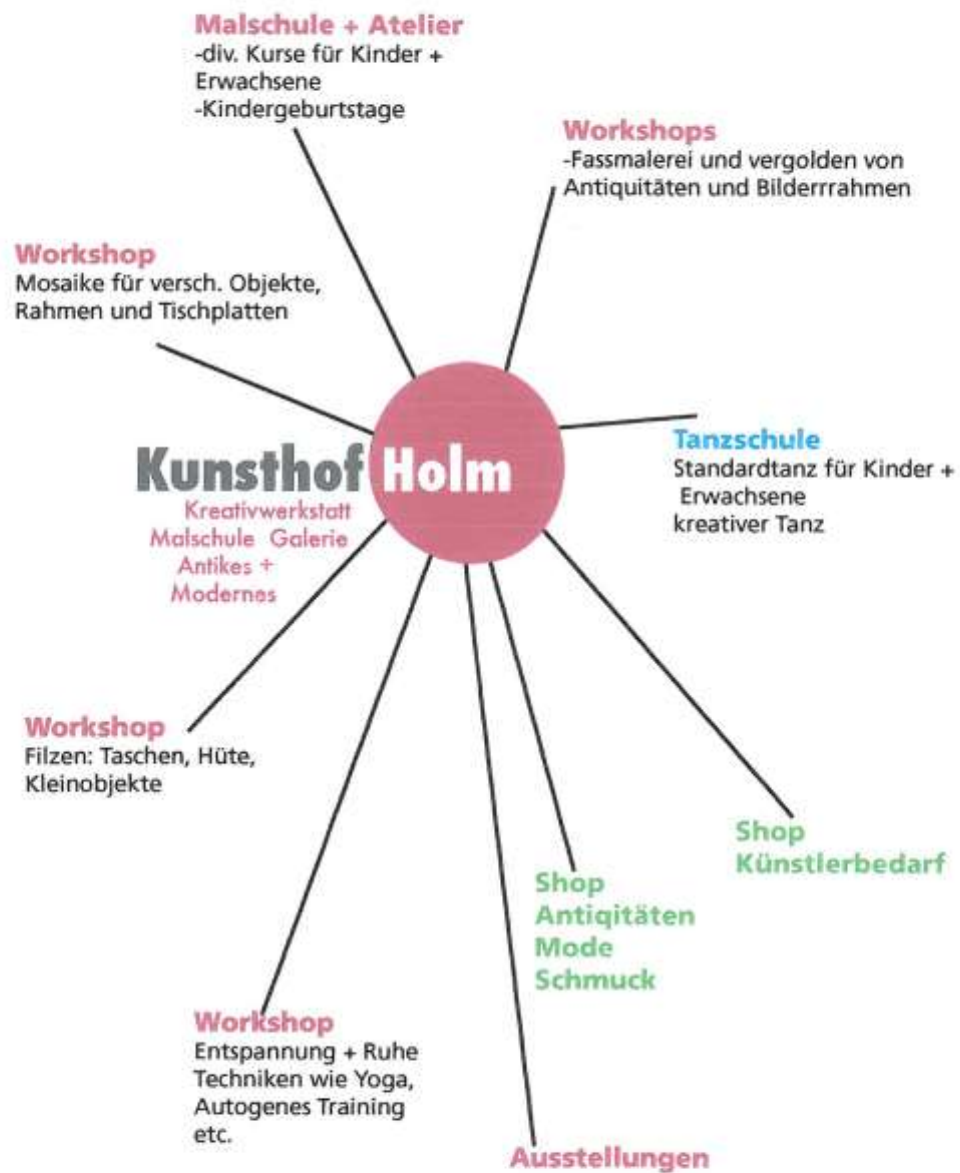 Malschule + Atelier
-div. Kurse für Kinder +
Erwachsene
-Kindergeburtstage
Workshops
-Fassmalerei und vergolden von
Antiquitäten und Bilderrrahmen
Workshop
Mosaike für versch. Objekte,
Rahmen und Tischplatten
Kunsthof Holm
Kreativwerkstatt
Malschule Galerie
Antikes +
Modernes
Tanzschule
Standardtanz für Kinder +
Erwachsene
kreativer Tanz
Workshop
Filzen: Taschen, Hüte,
Kleinobjekte
Shop
Künstlerbedarf
Shop
Antiqitäten
Mode
Schmuck
Workshop
Entspannung + Ruhe
Techniken wie Yoga,
Autogenes Training
etc.
Ausstellungen